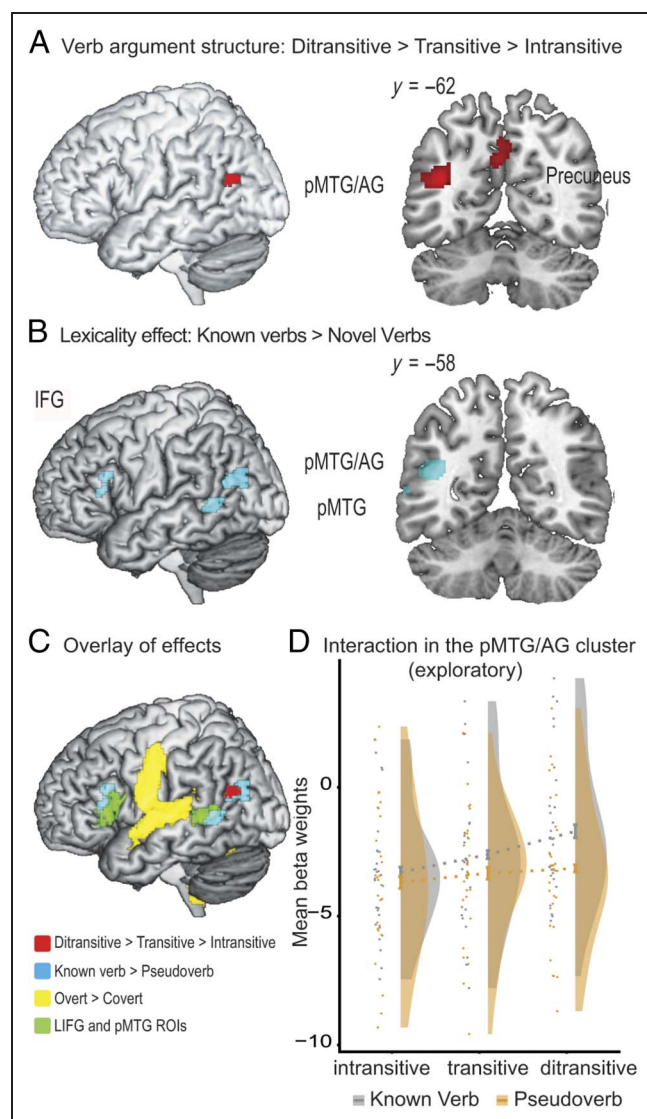 A Verb argument structure: Ditransitive > Transitive > Intransitive
y = −62
pMTG/AG
Precuneus
B Lexicality effect: Known verbs > Novel Verbs
y = −58
IFG
pMTG/AG
pMTG
C Overlay of effects
Ditransitive > Transitive > Intransitive
Known verb > Pseudoverb
Overt > Covert
LIFG and pMTG ROIs
D Interaction in the pMTG/AG cluster
(exploratory)
Mean beta weights
0
−5
−10
intransitive transitive ditransitive
Known Verb Pseudoverb